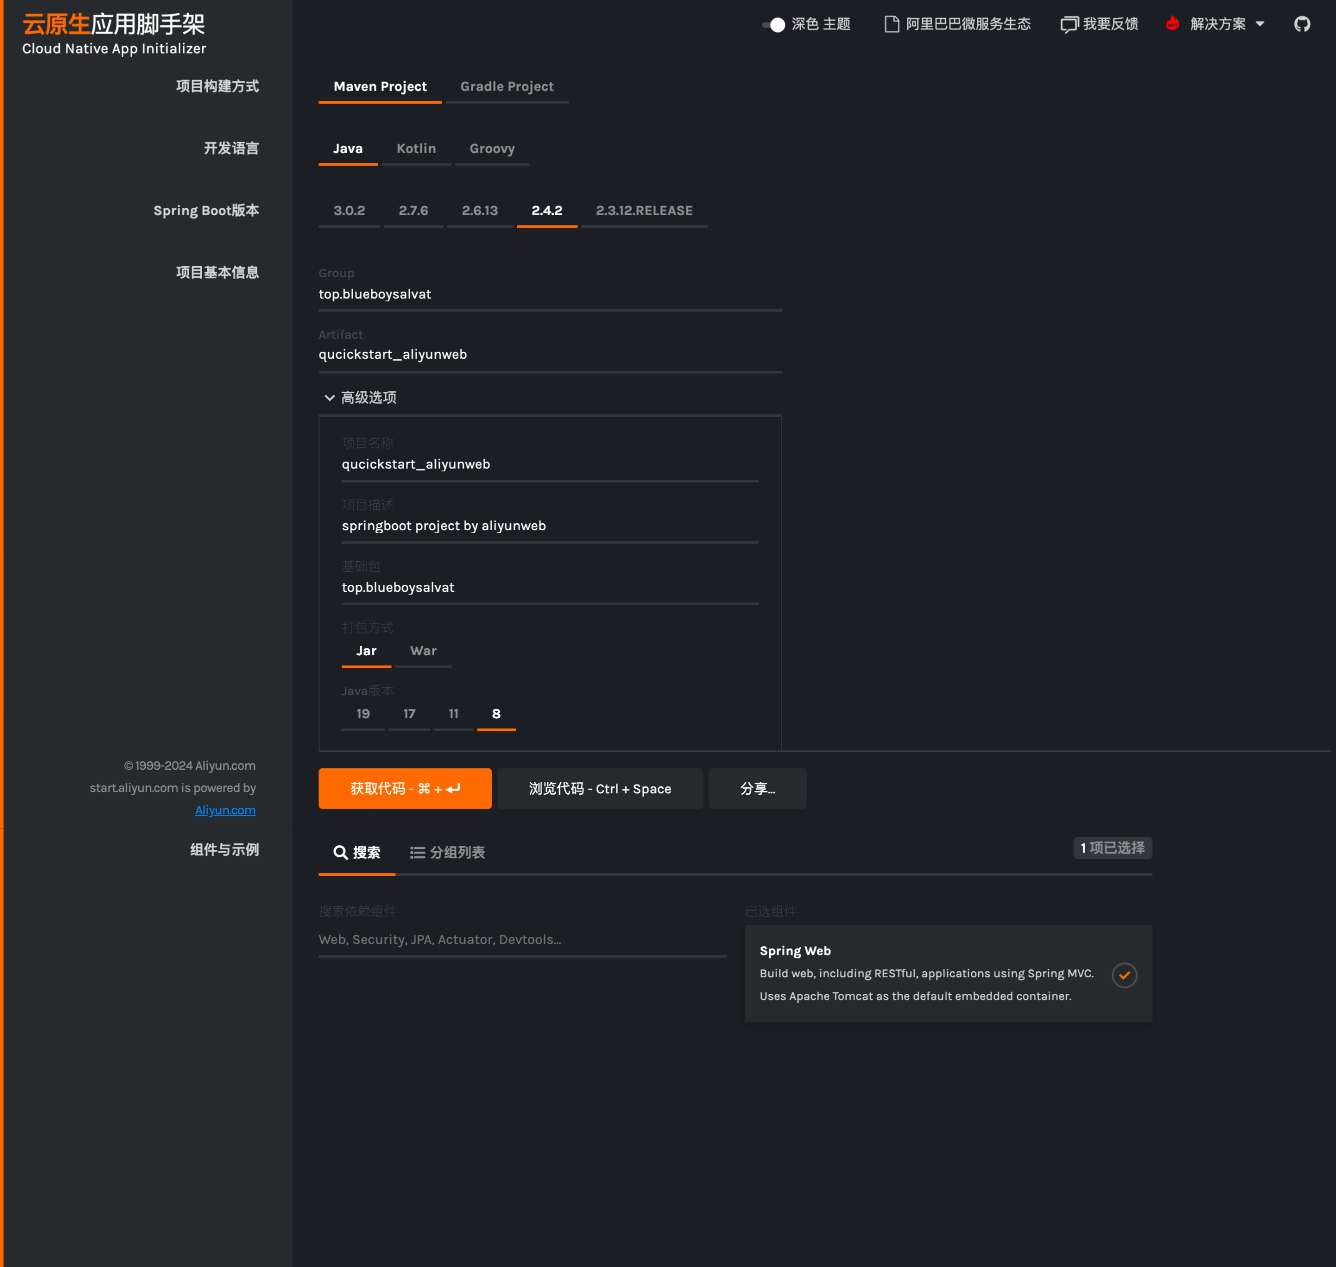 云原生应用脚手架
Cloud Native App Initializer
深色 主题
阿里巴巴微服务生态
我要反馈
解决方案
项目构建方式
Maven Project
Gradle Project
开发语言
Java
Kotlin
Groovy
Spring Boot版本
3.0.2
2.7.6
2.6.13
2.4.2
2.3.12.RELEASE
项目基本信息
Group
top.blueboysalvat
Artifact
qucickstart_aliyunweb
高级选项
项目名称
qucickstart_aliyunweb
项目描述
springboot project by aliyunweb
基础包
top.blueboysalvat
打包方式
Jar
War
Java版本
19
17
11
8
© 1999-2024 Aliyun.com
start.aliyun.com is powered by
Aliyun.com
获取代码 - ⌘ + ↵
浏览代码 - Ctrl + Space
分享...
组件与示例
搜索
分组列表
1 项已选择
搜索依赖组件
Web, Security, JPA, Actuator, Devtools...
已选组件
Spring Web
Build web, including RESTful, applications using Spring MVC.
Uses Apache Tomcat as the default embedded container.